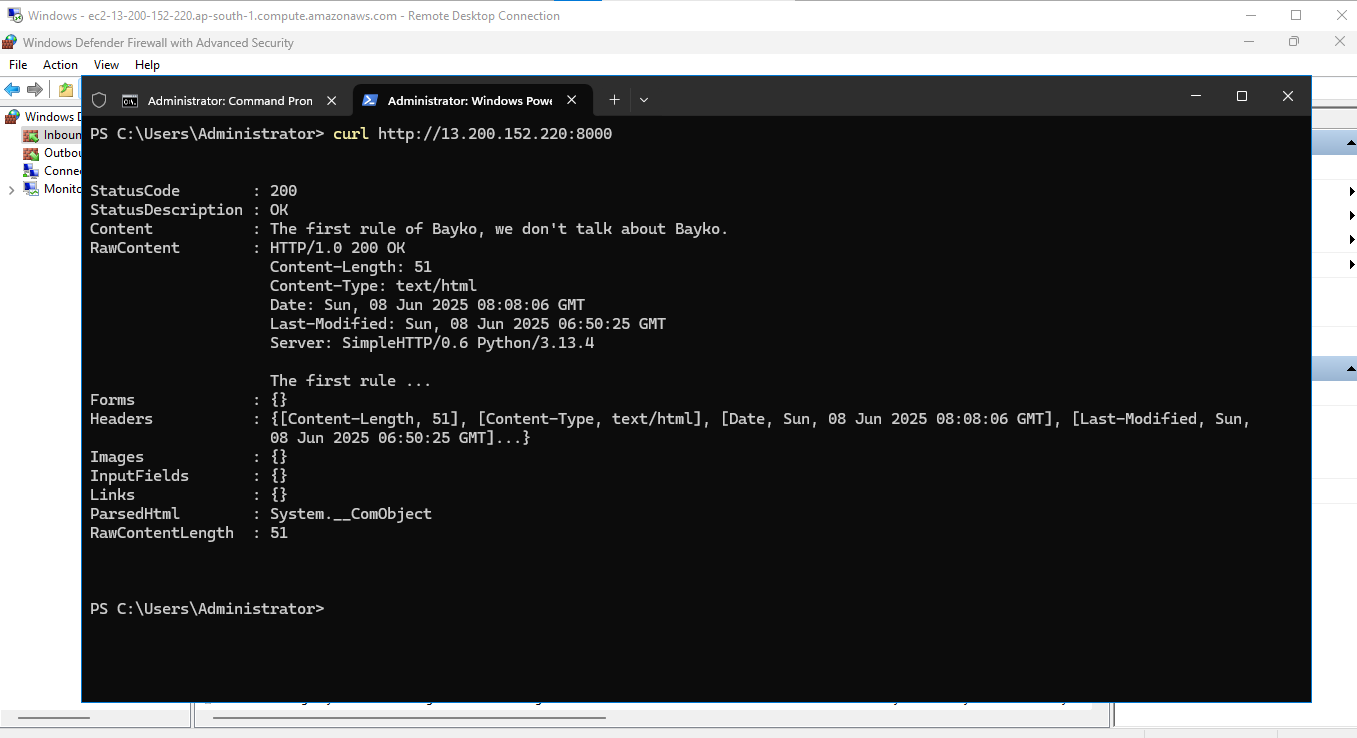 Windows - ec2-13-200-152-220.ap-south-1.compute.amazonaws.com - Remote Desktop Connection
Windows Defender Firewall with Advanced Security
File Action View Help
Administrator: Command Pron
Administrator: Windows Powe
Windows D
Inboun
Outbou
Connec
Monito
PS C:\Users\Administrator> curl http://13.200.152.220:8000
StatusCode : 200
StatusDescription : OK
Content : The first rule of Bayko, we don't talk about Bayko.
RawContent : HTTP/1.0 200 OK
Content-Length: 51
Content-Type: text/html
Date: Sun, 08 Jun 2025 08:08:06 GMT
Last-Modified: Sun, 08 Jun 2025 06:50:25 GMT
Server: SimpleHTTP/0.6 Python/3.13.4
The first rule ...
Forms : {}
Headers : {[Content-Length, 51], [Content-Type, text/html], [Date, Sun, 08 Jun 2025 08:08:06 GMT], [Last-Modified, Sun,
08 Jun 2025 06:50:25 GMT]...}
Images : {}
InputFields : {}
Links : {}
ParsedHtml : System.__ComObject
RawContentLength : 51
PS C:\Users\Administrator>